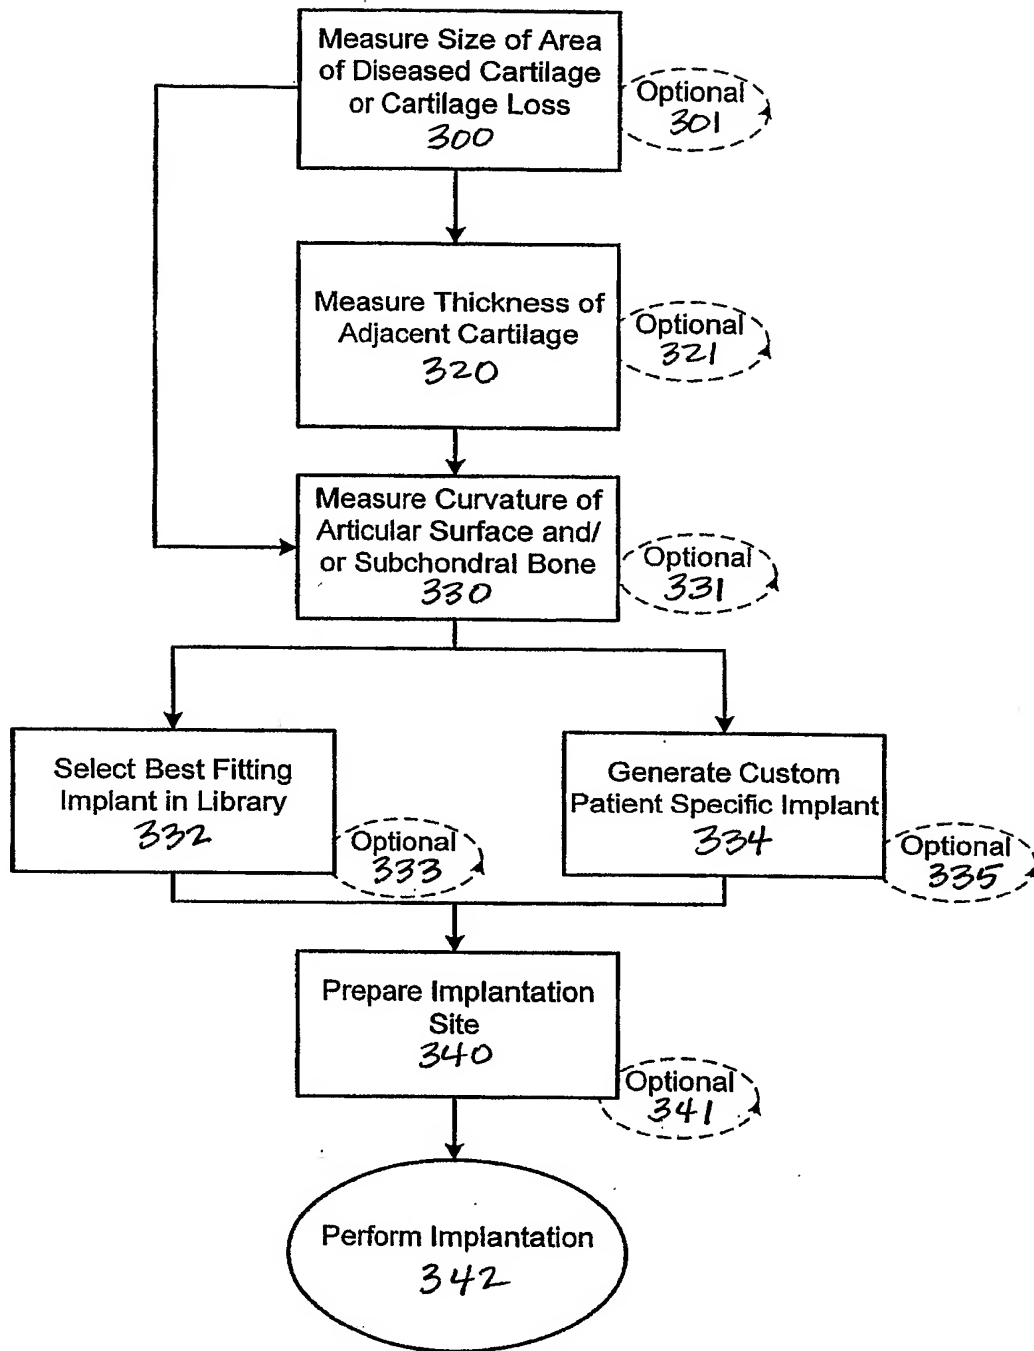 Measure Size of Area
of Diseased Cartilage
or Cartilage Loss
300
Optional
301
Measure Thickness of
Adjacent Cartilage
320
Optional
321
Measure Curvature of
Articular Surface and/
or Subchondral Bone
330
Optional
331
Select Best Fitting
Implant in Library
332
Optional
333
Generate Custom
Patient Specific Implant
334
Optional
335
Prepare Implantation
Site
340
Optional
341
Perform Implantation
342